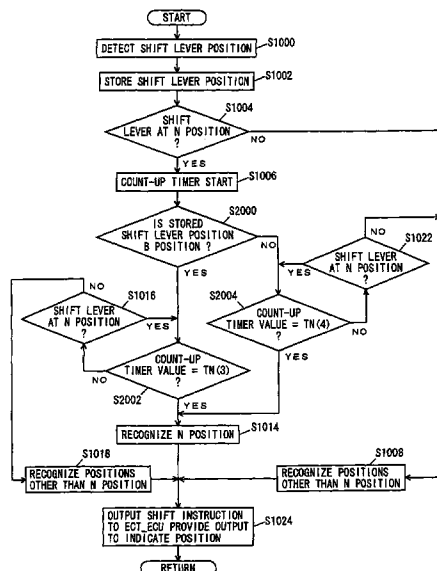 START
DETECT SHIFT LEVER POSITION
S1000
STORE SHIFT LEVER POSITION
S1002
S1004
SHIFT
LEVER AT N POSITION
?
NO
YES
COUNT-UP TIMER START
S1006
S2000
IS STORED
SHIFT LEVER POSITION
B POSITION ?
NO
YES
S1022
NO
SHIFT LEVER
AT N POSITION
?
YES
NO
S1016
SHIFT LEVER
AT N POSITION
?
YES
S2004
COUNT-UP
TIMER VALUE = TN(4)
?
NO
YES
COUNT-UP
TIMER VALUE = TN(3)
?
NO
YES
S2002
S1014
RECOGNIZE N POSITION
S1018
RECOGNIZE POSITIONS
OTHER THAN N POSITION
S1008
RECOGNIZE POSITIONS
OTHER THAN N POSITION
OUTPUT SHIFT INSTRUCTION
TO ECT_ECU PROVIDE OUTPUT
TO INDICATE POSITION
S1024
RETURN